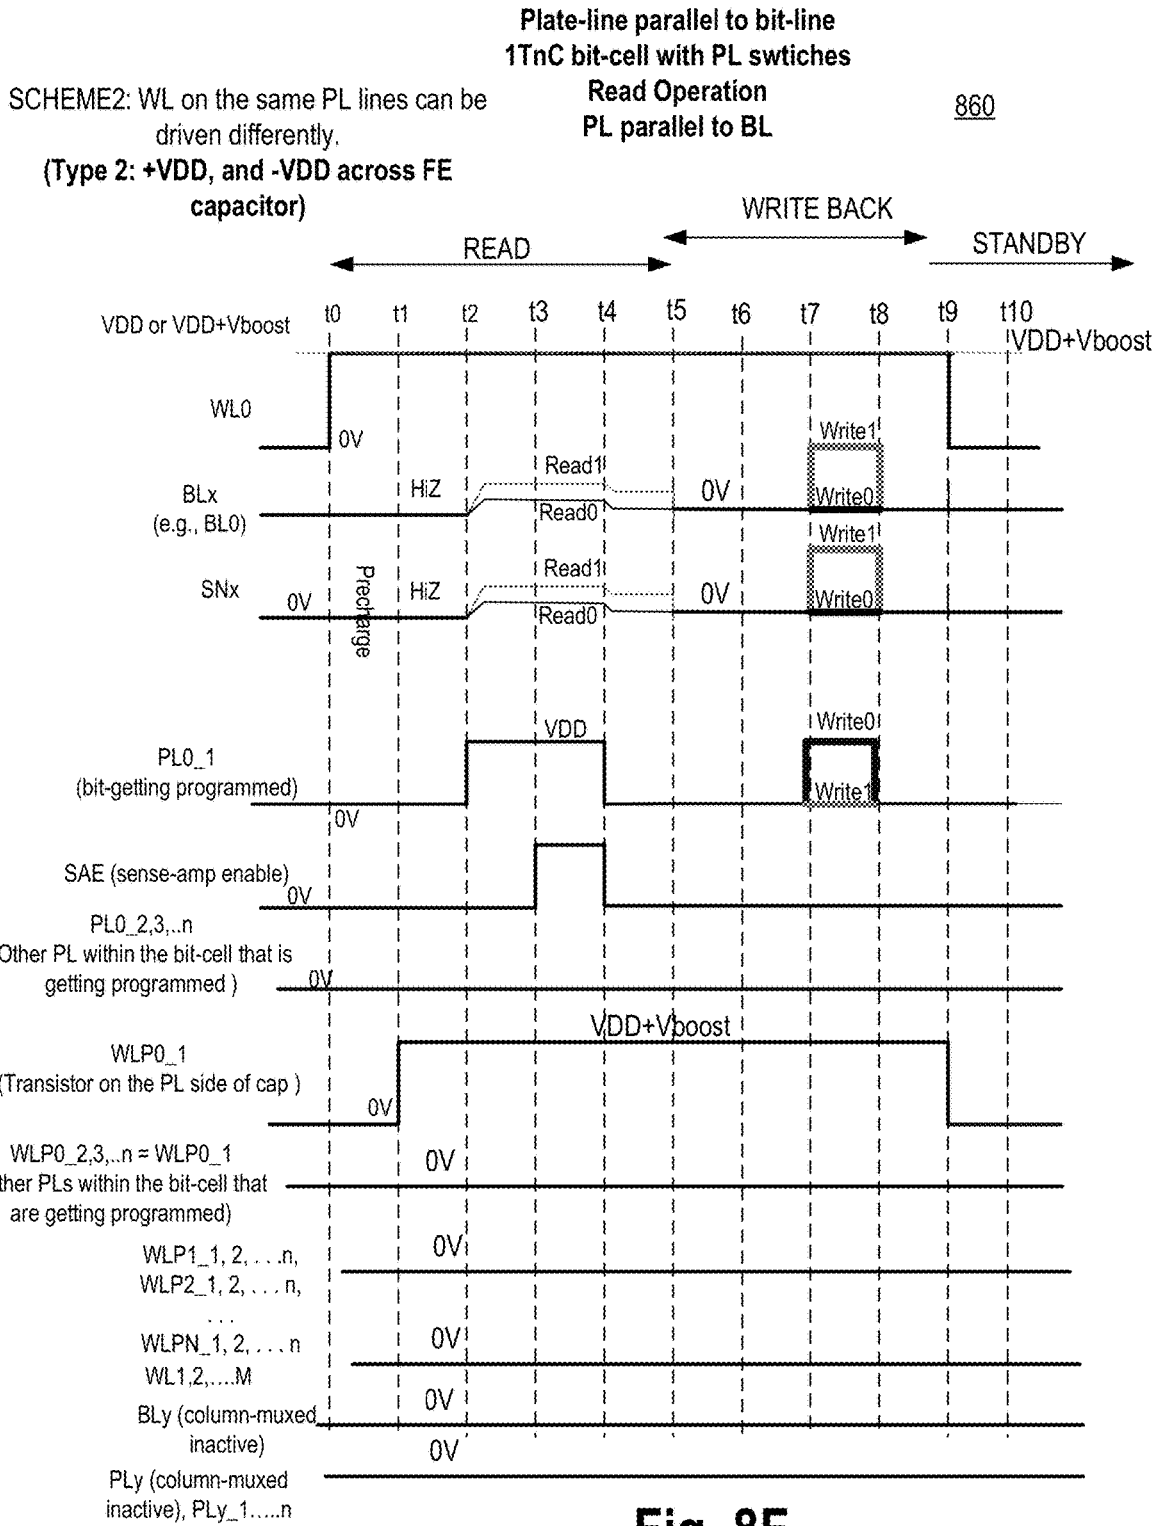 Plate-line parallel to bit-line
1TnC bit-cell with PL swtiches
Read Operation
PL parallel to BL
860
SCHEME2: WL on the same PL lines can be
driven differently.
(Type 2: +VDD, and -VDD across FE
capacitor)
WRITE BACK
READ
STANDBY
t0 t1 t2 t3 t4 t5 t6 t7 t8 t9 t10
VDD or VDD+Vboost
VDD+Vboost
WL0
0V
Write1
Read1
HiZ
0V
BLx
Write0
Read0
(e.g., BL0)
Write1
Read1
SNx
0V
Precharge
HiZ
0V
Write0
Read0
Write0
VDD
PL0_1
(bit-getting programmed)
Write1
0V
SAE (sense-amp enable)
0V
PL0_2,3,..n
Other PL within the bit-cell that is
getting programmed )
0V
VDD+Vboost
WLP0_1
(Transistor on the PL side of cap )
0V
WLP0_2,3,..n = WLP0_1
0V
ther PLs within the bit-cell that
are getting programmed)
0V
WLP1_1, 2, . . .n,
WLP2_1, 2, . . . n,
. . .
WLPN_1, 2, . . . n
0V
WL1,2,....M
0V
BLy (column-muxed
inactive)
0V
PLy (column-muxed
inactive), PLy_1.....n